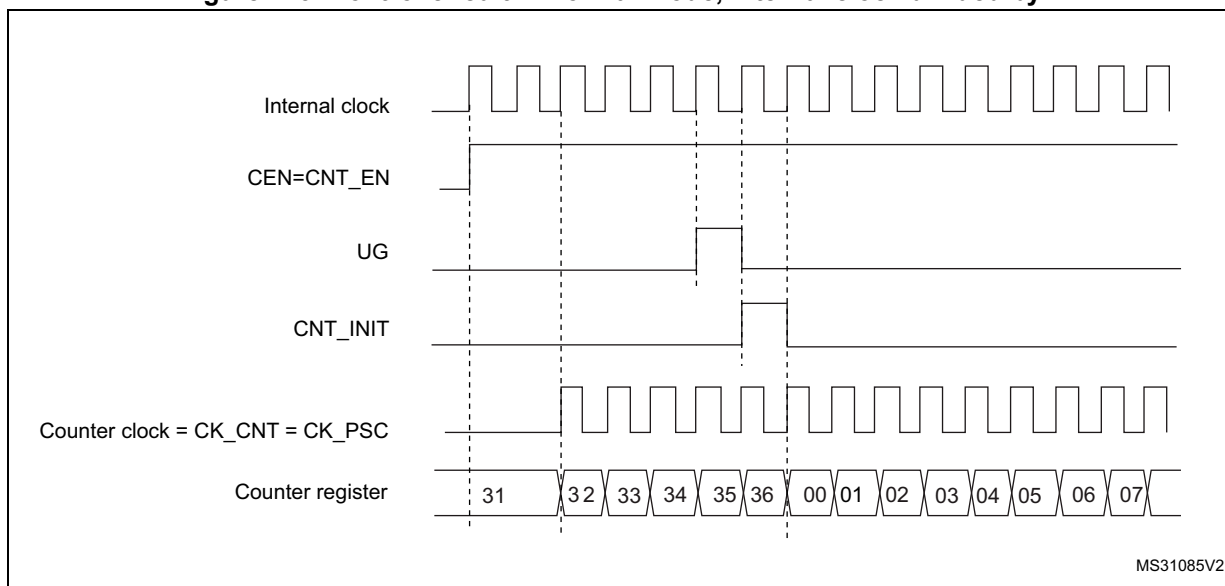 Internal clock
CEN=CNT_EN
UG
CNT_INIT
Counter clock = CK_CNT = CK_PSC
Counter register 31 32 33 34 35 36 00 01 02 03 04 05 06 07
MS31085V2